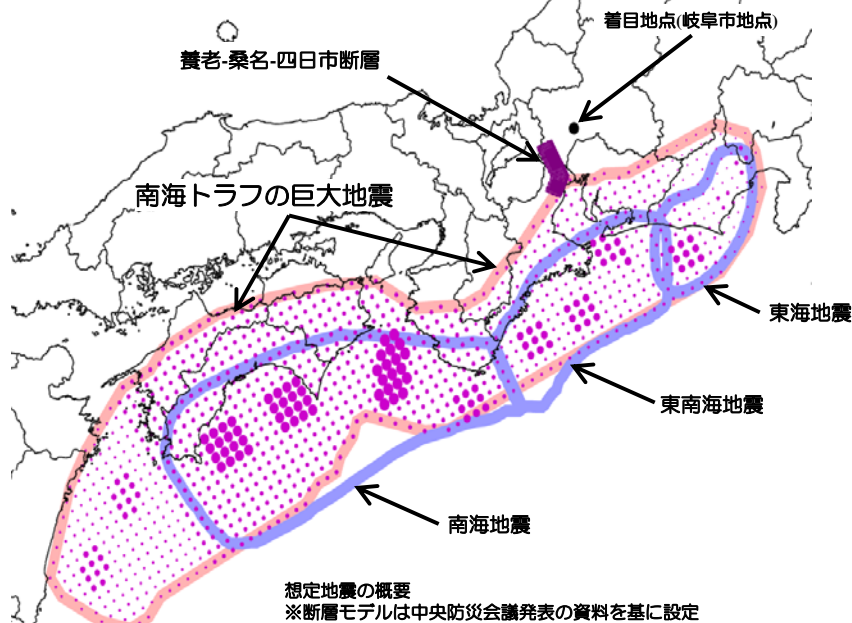 着目地点(岐阜市地点)
養老-桑名-四日市断層
南海トラフの巨大地震
東海地震
東南海地震
南海地震
想定地震の概要
※断層モデルは中央防災会議発表の資料を基に設定